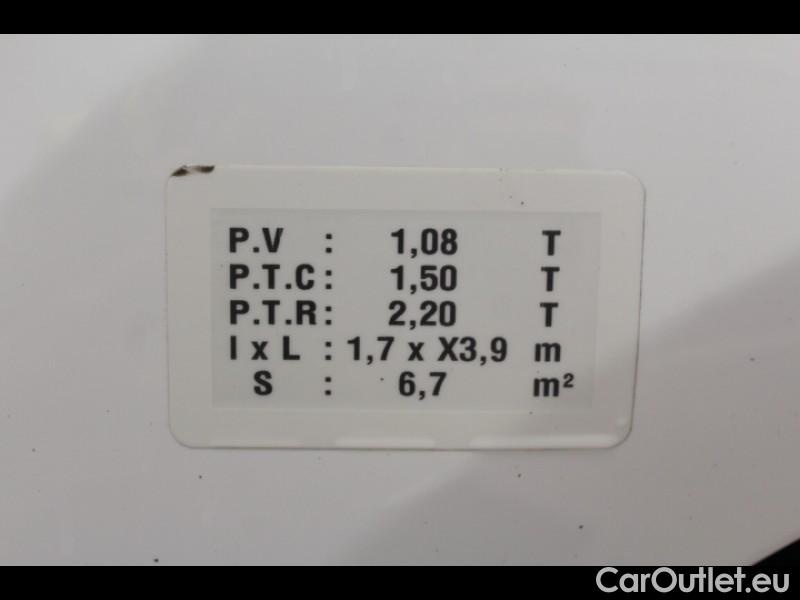 P.V : 1,08 T
P.T.C : 1,50 T
P.T.R : 2,20 T
l x L : 1,7 x X3,9 m
S : 6,7 m²
CarOutlet.eu